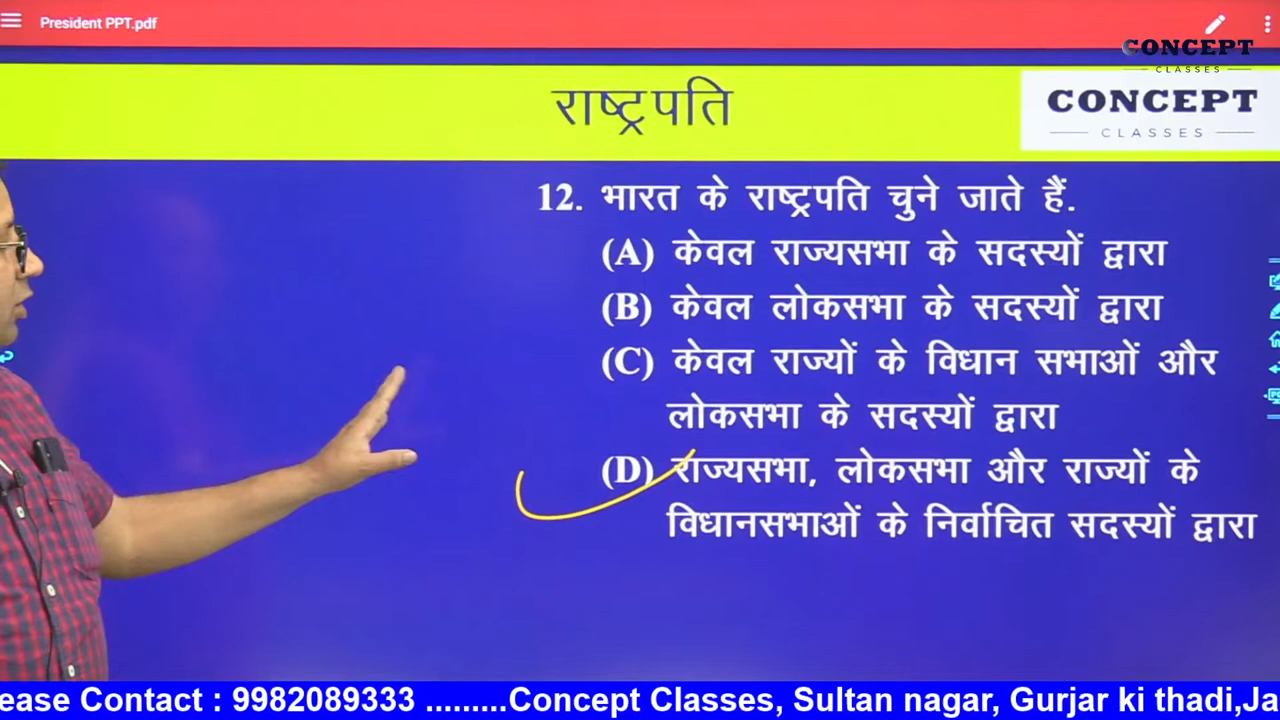 President PPT.pdf
CONCEPT
CLASSES
राष्ट्रपति
CONCEPT
CLASSES
12. भारत के राष्ट्रपति चुने जाते हैं.
(A) केवल राज्यसभा के सदस्यों द्वारा
(B) केवल लोकसभा के सदस्यों द्वारा
(C) केवल राज्यों के विधान सभाओं और
लोकसभा के सदस्यों द्वारा
(D) राज्यसभा, लोकसभा और राज्यों के
विधानसभाओं के निर्वाचित सदस्यों द्वारा
ease Contact : 9982089333 .........Concept Classes, Sultan nagar, Gurjar ki thadi,Ja